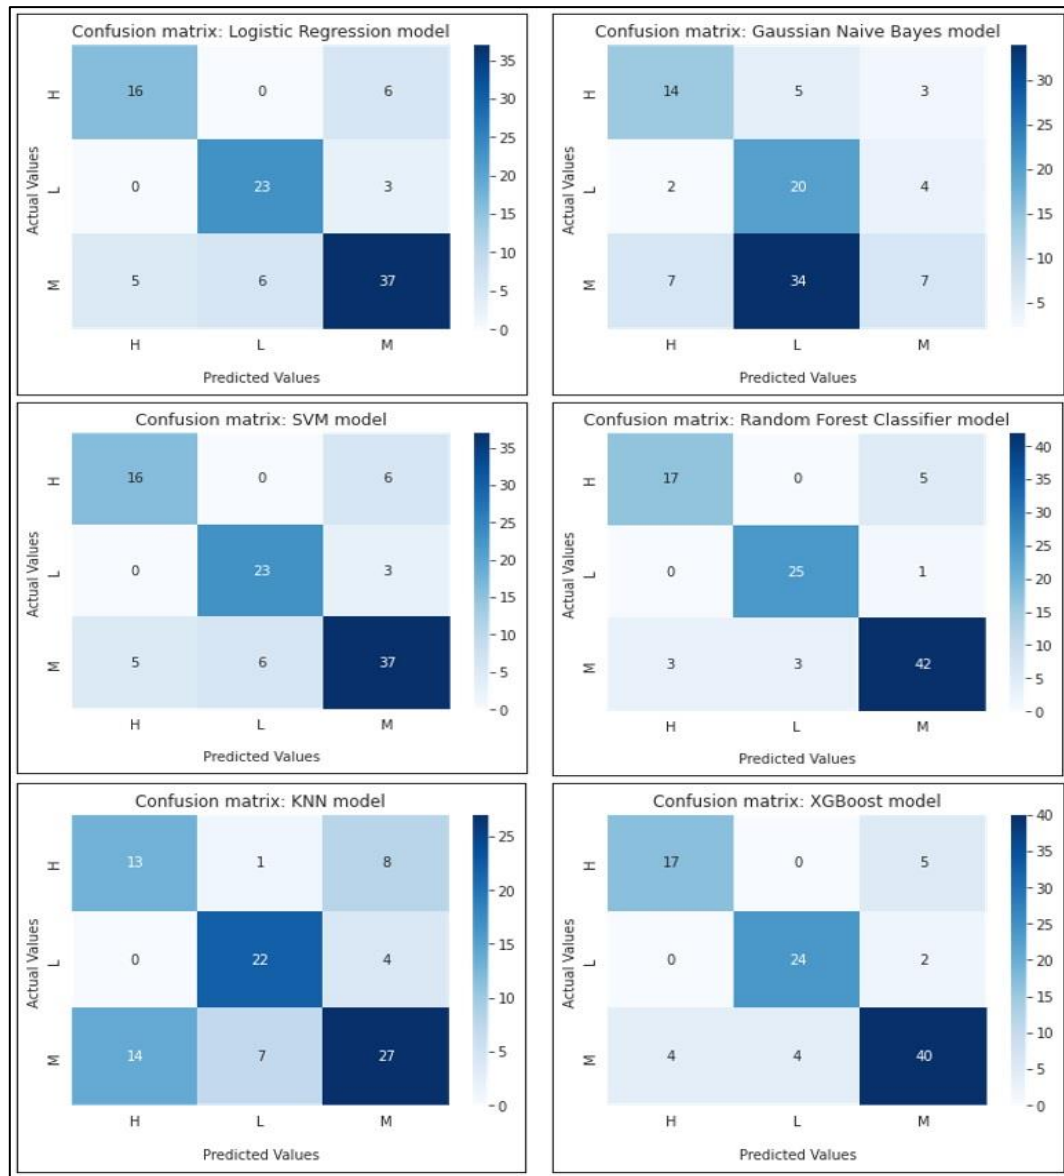 Confusion matrix: Logistic Regression model
Actual Values
H 16 0 6 35
30
25
L 0 23 3 20
15
10
M 5 6 37 5
0
H L M
Predicted Values
Confusion matrix: Gaussian Naive Bayes model
Actual Values
H 14 5 3 30
25
L 2 20 4 20
15
10
M 7 34 7 5
H L M
Predicted Values
Confusion matrix: SVM model
Actual Values
H 16 0 6 35
30
25
L 0 23 3 20
15
10
M 5 6 37 5
0
H L M
Predicted Values
Confusion matrix: Random Forest Classifier model
Actual Values
H 17 0 5 40
35
30
25
L 0 25 1 20
15
10
M 3 3 42 5
0
H L M
Predicted Values
Confusion matrix: KNN model
Actual Values
H 13 1 8 25
20
L 0 22 4 15
10
M 14 7 27 5
0
H L M
Predicted Values
Confusion matrix: XGBoost model
Actual Values
H 17 0 5 40
35
30
25
L 0 24 2 20
15
10
M 4 4 40 5
0
H L M
Predicted Values